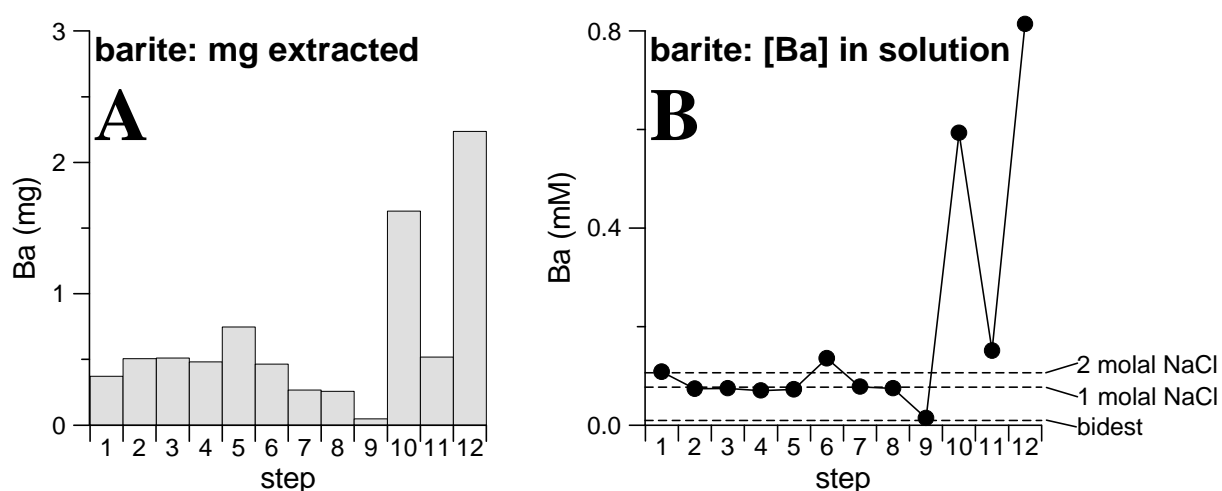 barite: mg extracted
A
3
2
1
0
Ba (mg)
1 2 3 4 5 6 7 8 9 10 11 12
step
barite: [Ba] in solution
B
0.8
0.4
0.0
Ba (mM)
2 molal NaCl
1 molal NaCl
bidest
1 2 3 4 5 6 7 8 9 10 11 12
step